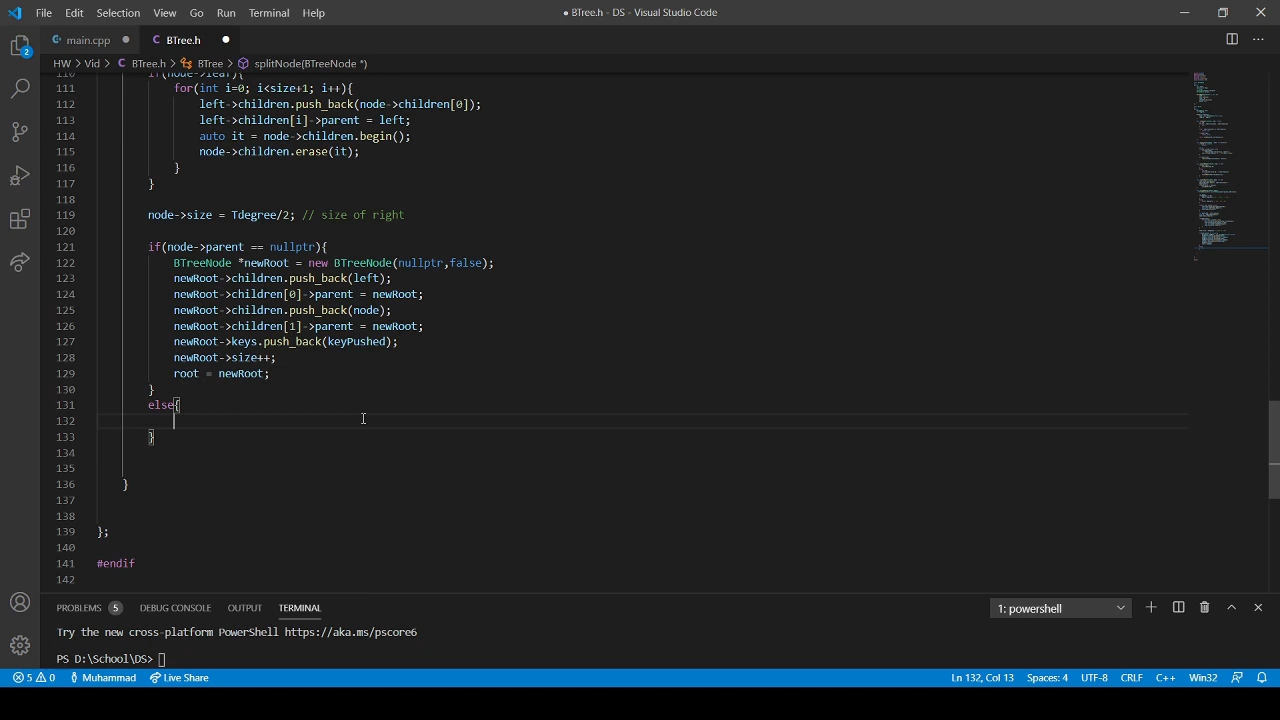 File Edit Selection View Go Run Terminal Help
● BTree.h - DS - Visual Studio Code
main.cpp ● C BTree.h ●
HW > Vid > C BTree.h > BTree > splitNode(BTreeNode *)
111 for(int i=0; i<size+1; i++){
112 left->children.push_back(node->children[0]);
113 left->children[i]->parent = left;
114 auto it = node->children.begin();
115 node->children.erase(it);
116 }
117 }
118
119 node->size = Tdegree/2; // size of right
120
121 if(node->parent == nullptr){
122 BTreeNode *newRoot = new BTreeNode(nullptr,false);
123 newRoot->children.push_back(left);
124 newRoot->children[0]->parent = newRoot;
125 newRoot->children.push_back(node);
126 newRoot->children[1]->parent = newRoot;
127 newRoot->keys.push_back(keyPushed);
128 newRoot->size++;
129 root = newRoot;
130 }
131 else{
132
133 }
134
135
136 }
137
138
139 };
140
141 #endif
142
PROBLEMS 5 DEBUG CONSOLE OUTPUT TERMINAL 1: powershell
Try the new cross-platform PowerShell https://aka.ms/pscore6
PS D:\School\DS>
5 0 Muhammad Live Share Ln 132, Col 13 Spaces: 4 UTF-8 CRLF C++ Win32